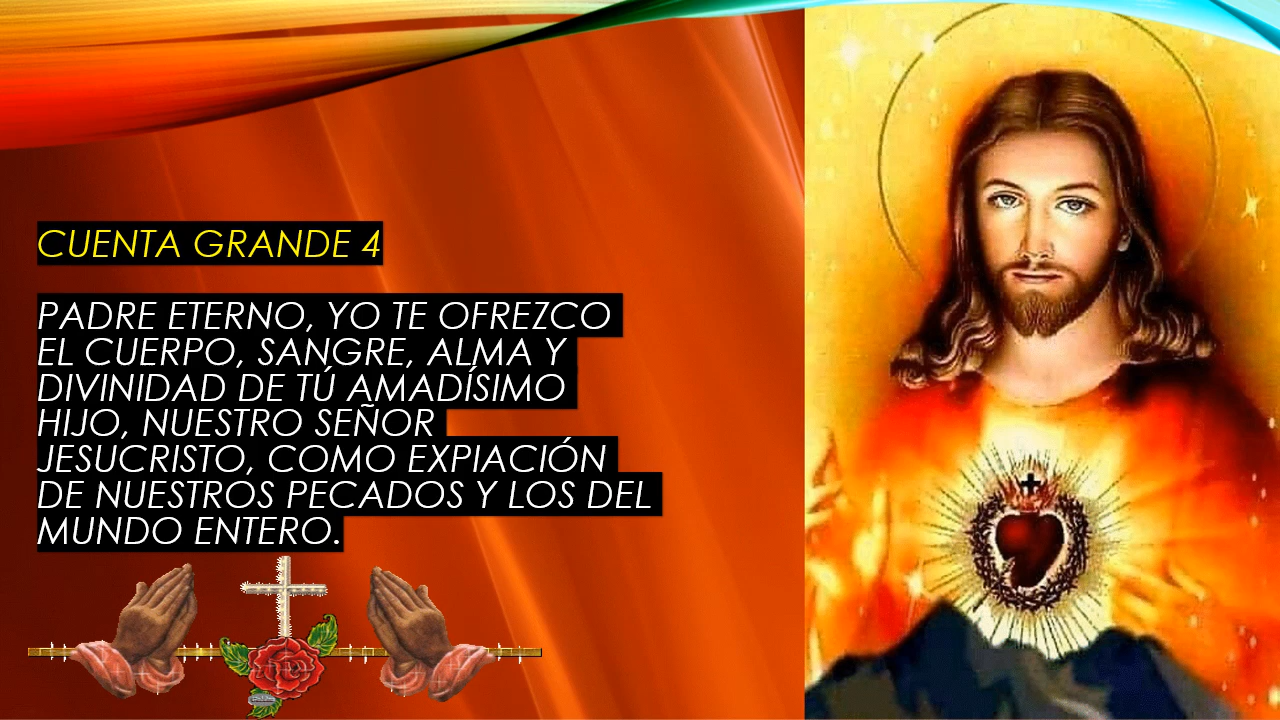 CUENTA GRANDE 4
PADRE ETERNO, YO TE OFREZCO
EL CUERPO, SANGRE, ALMA Y
DIVINIDAD DE TÚ AMADÍSIMO
HIJO, NUESTRO SEÑOR
JESUCRISTO, COMO EXPIACIÓN
DE NUESTROS PECADOS Y LOS DEL
MUNDO ENTERO.